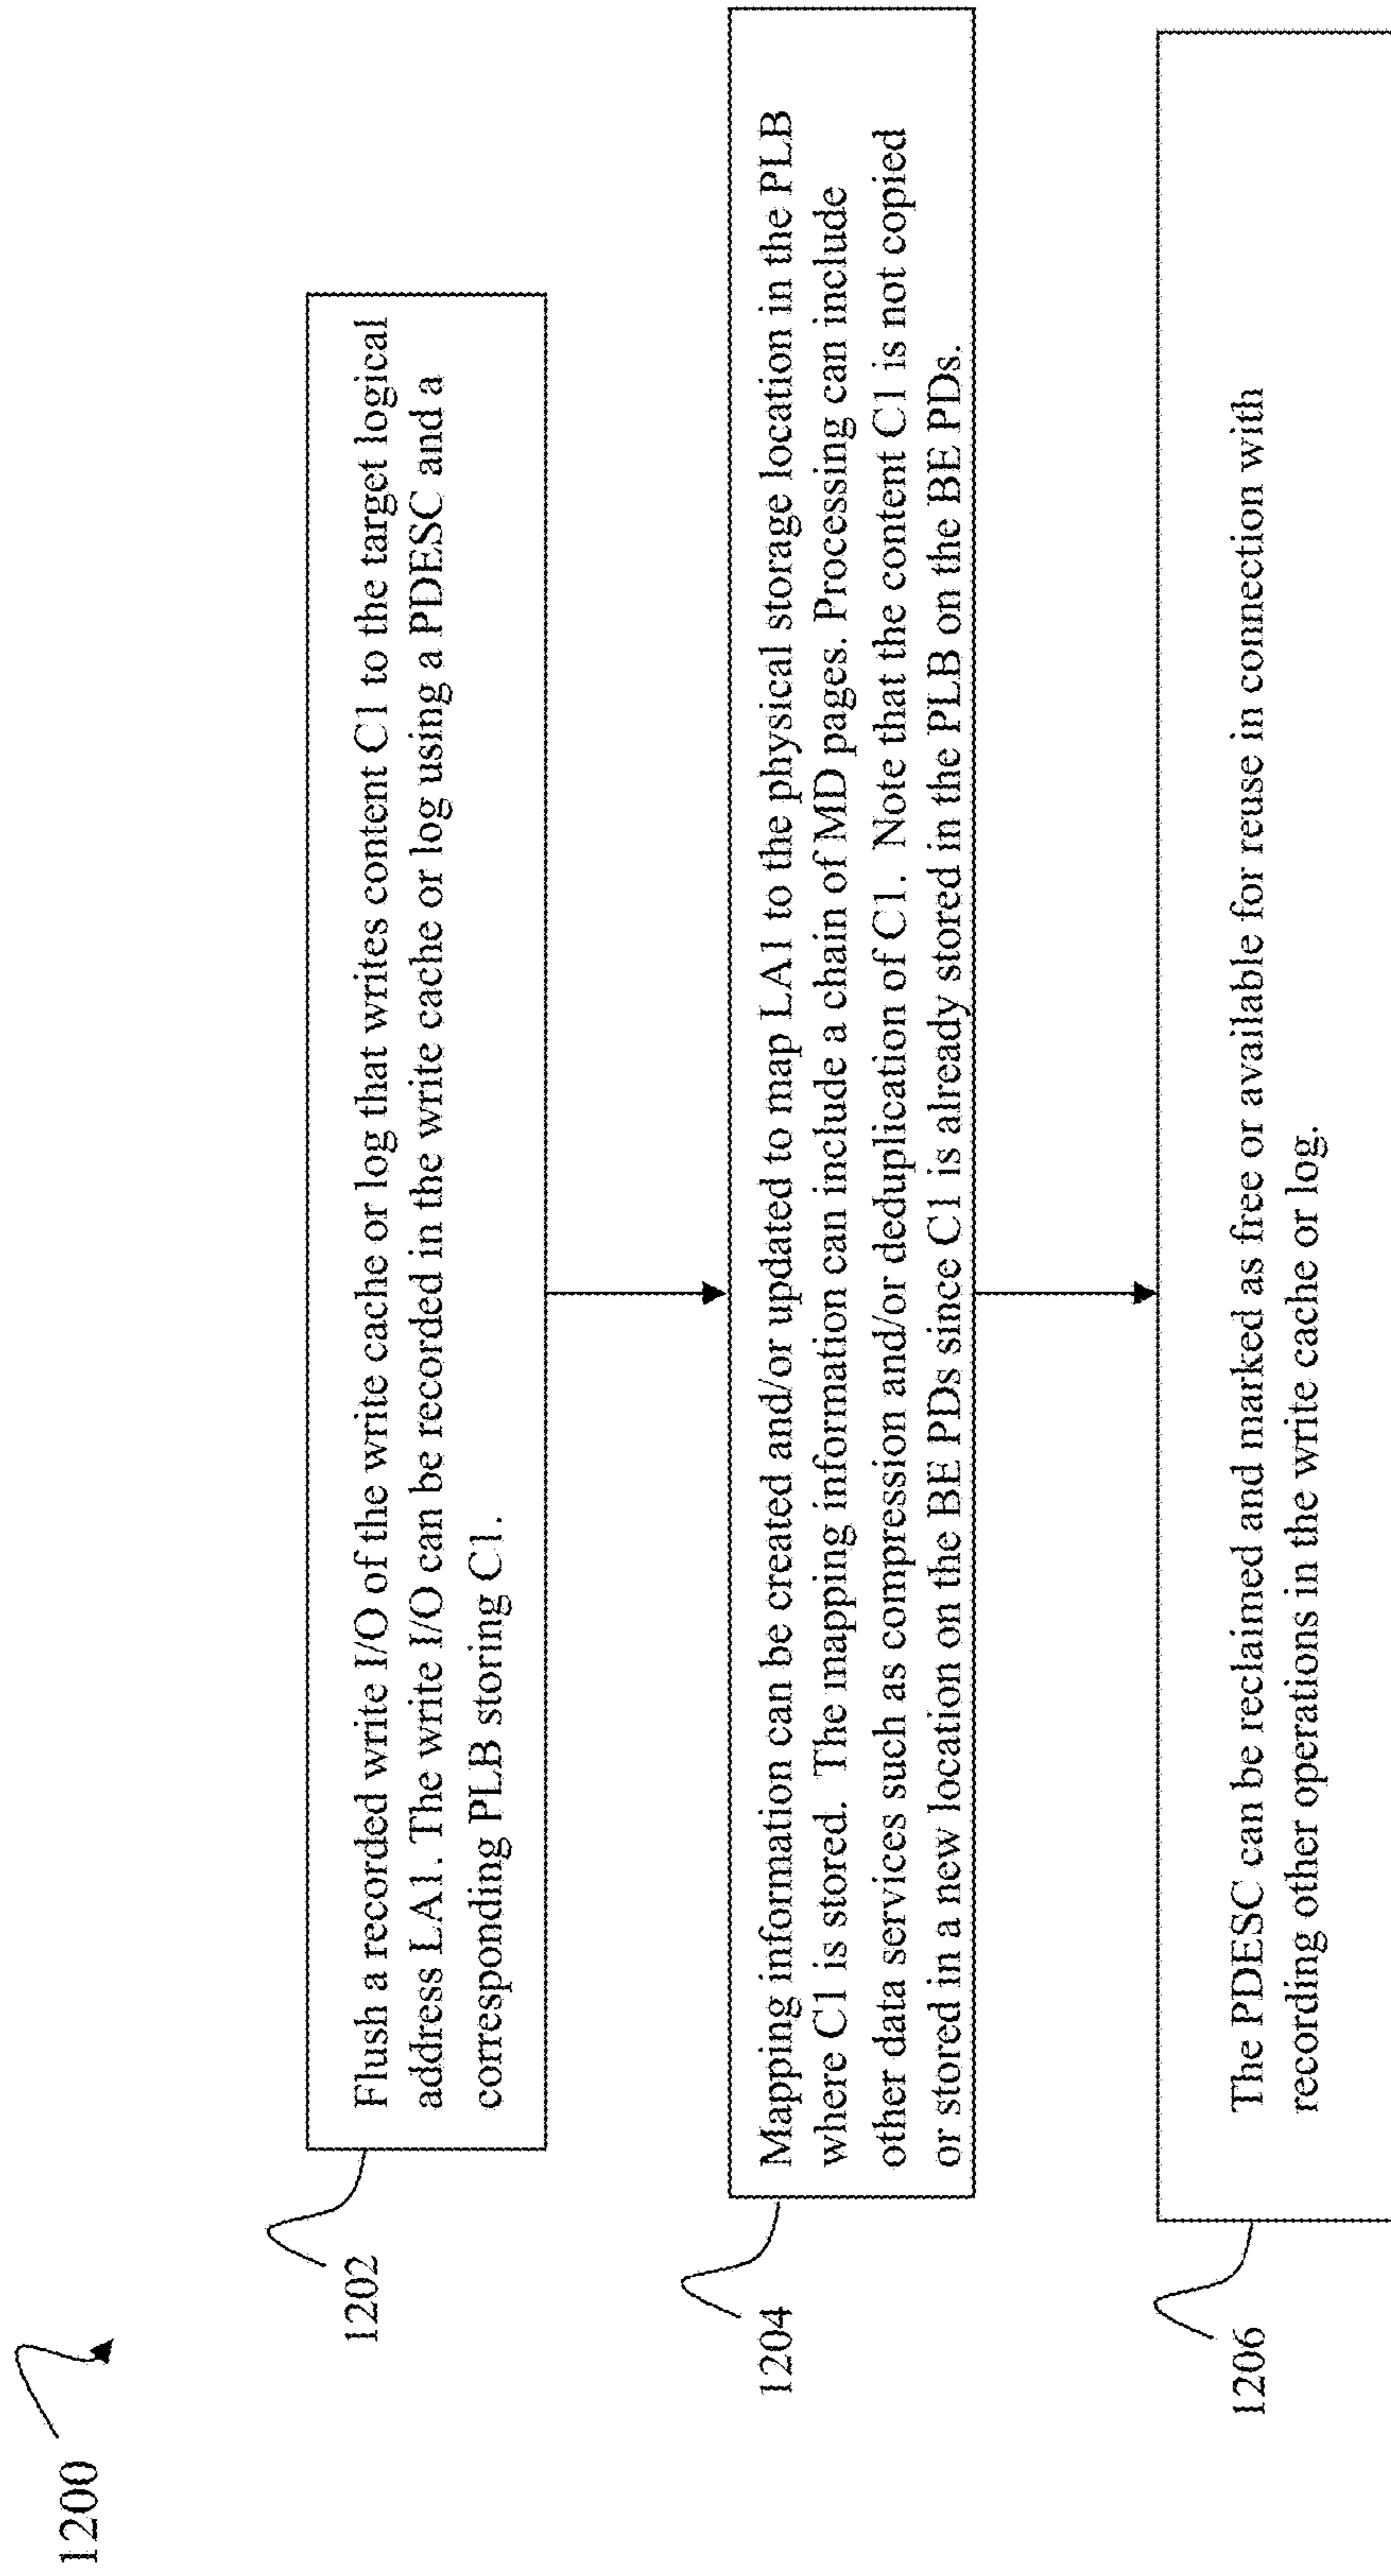 1200
1202
Flush a recorded write I/O of the write cache or log that writes content C1 to the target logical
address LA1. The write I/O can be recorded in the write cache or log using a PDESC and a
corresponding PLB storing C1.
1204
Mapping information can be created and/or updated to map LA1 to the physical storage location in the PLB
where C1 is stored. The mapping information can include a chain of MD pages. Processing can include
other data services such as compression and/or deduplication of C1. Note that the content C1 is not copied
or stored in a new location on the BE PDs since C1 is already stored in the PLB on the BE PDs.
1206
The PDESC can be reclaimed and marked as free or available for reuse in connection with
recording other operations in the write cache or log.